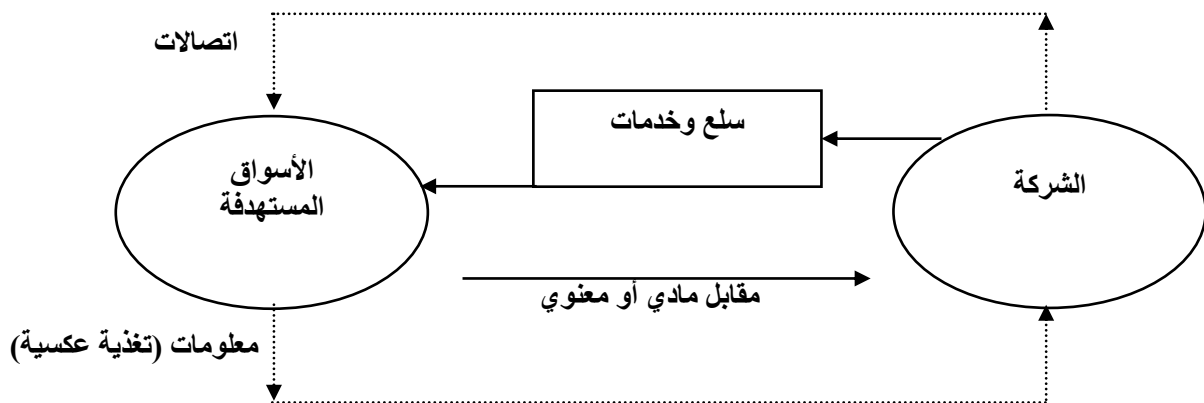 اتصالات
سلع وخدمات
الشركة
الأسواق
المستهدفة
مقابل مادي أو معنوي
معلومات (تغذية عكسية)